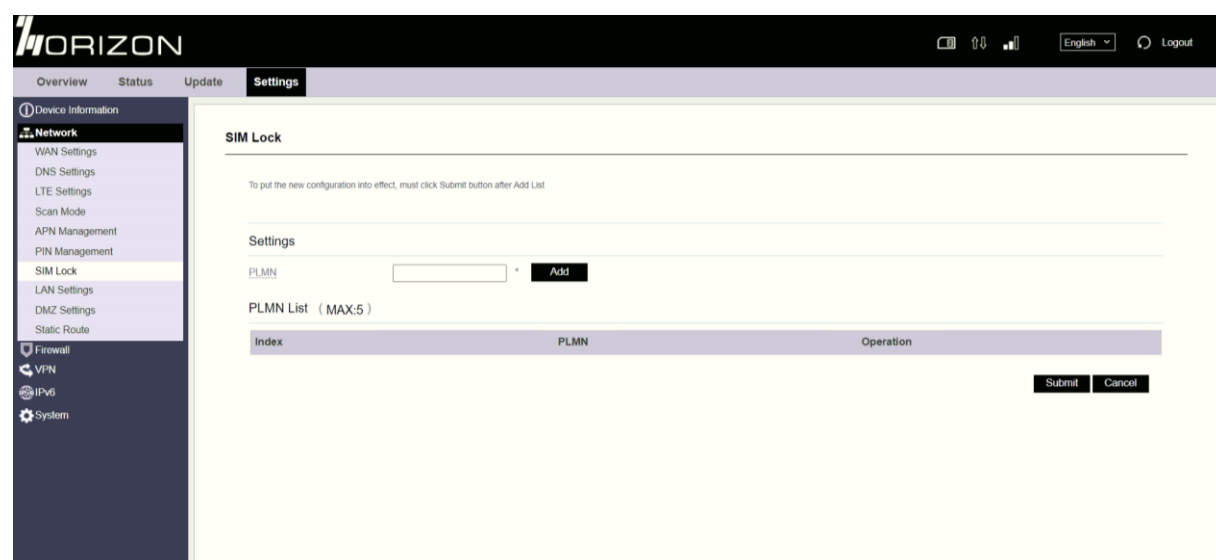 HORIZON
English Logout
Overview Status Update Settings
Device Information
Network
WAN Settings
DNS Settings
LTE Settings
Scan Mode
APN Management
PIN Management
SIM Lock
LAN Settings
DMZ Settings
Static Route
Firewall
VPN
IPv6
System
SIM Lock
To put the new configuration into effect, must click Submit button after Add List
Settings
PLMN * Add
PLMN List ( MAX:5 )
Index PLMN Operation
Submit Cancel